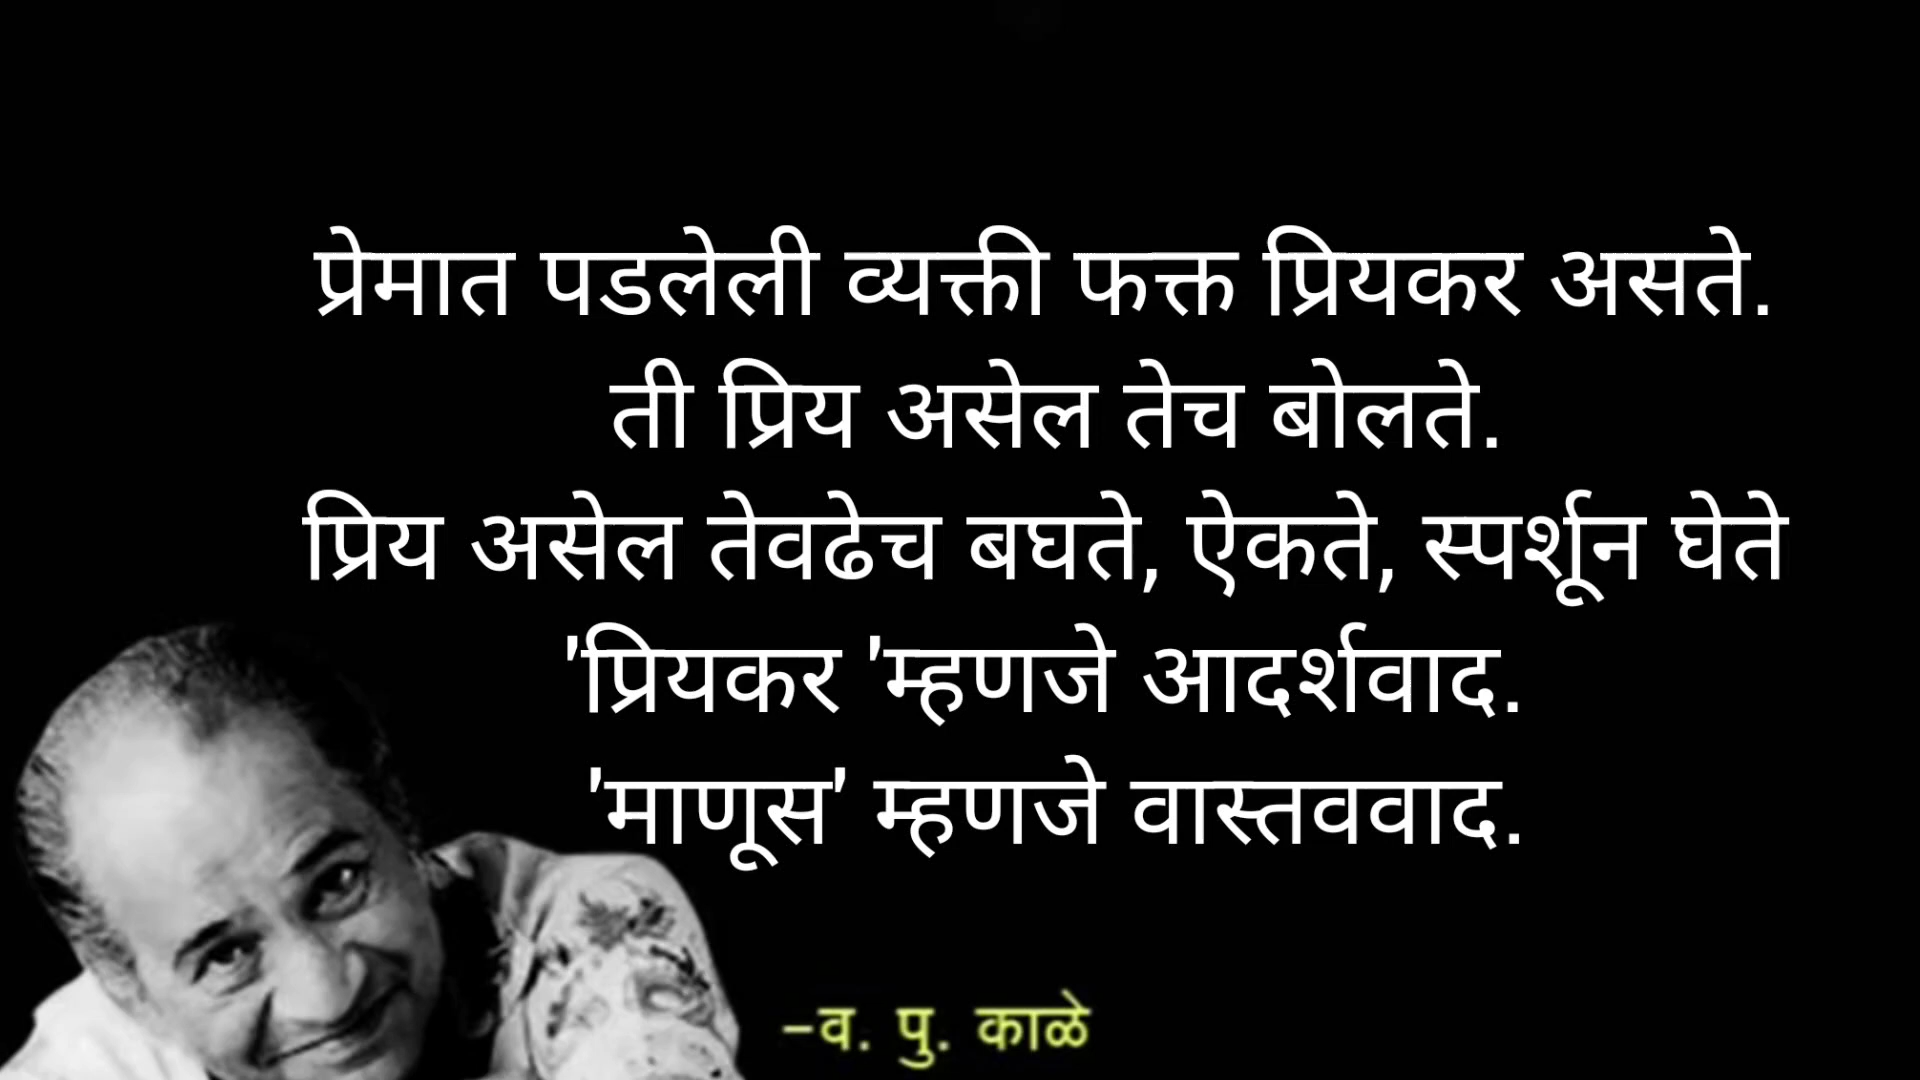 प्रेमात पडलेली व्यक्ती फक्त प्रियकर असते.
ती प्रिय असेल तेच बोलते.
प्रिय असेल तेवढेच बघते, ऐकते, स्पर्शून घेते
'प्रियकर 'म्हणजे आदर्शवाद.
'माणूस' म्हणजे वास्तववाद.
-व. पु. काळे